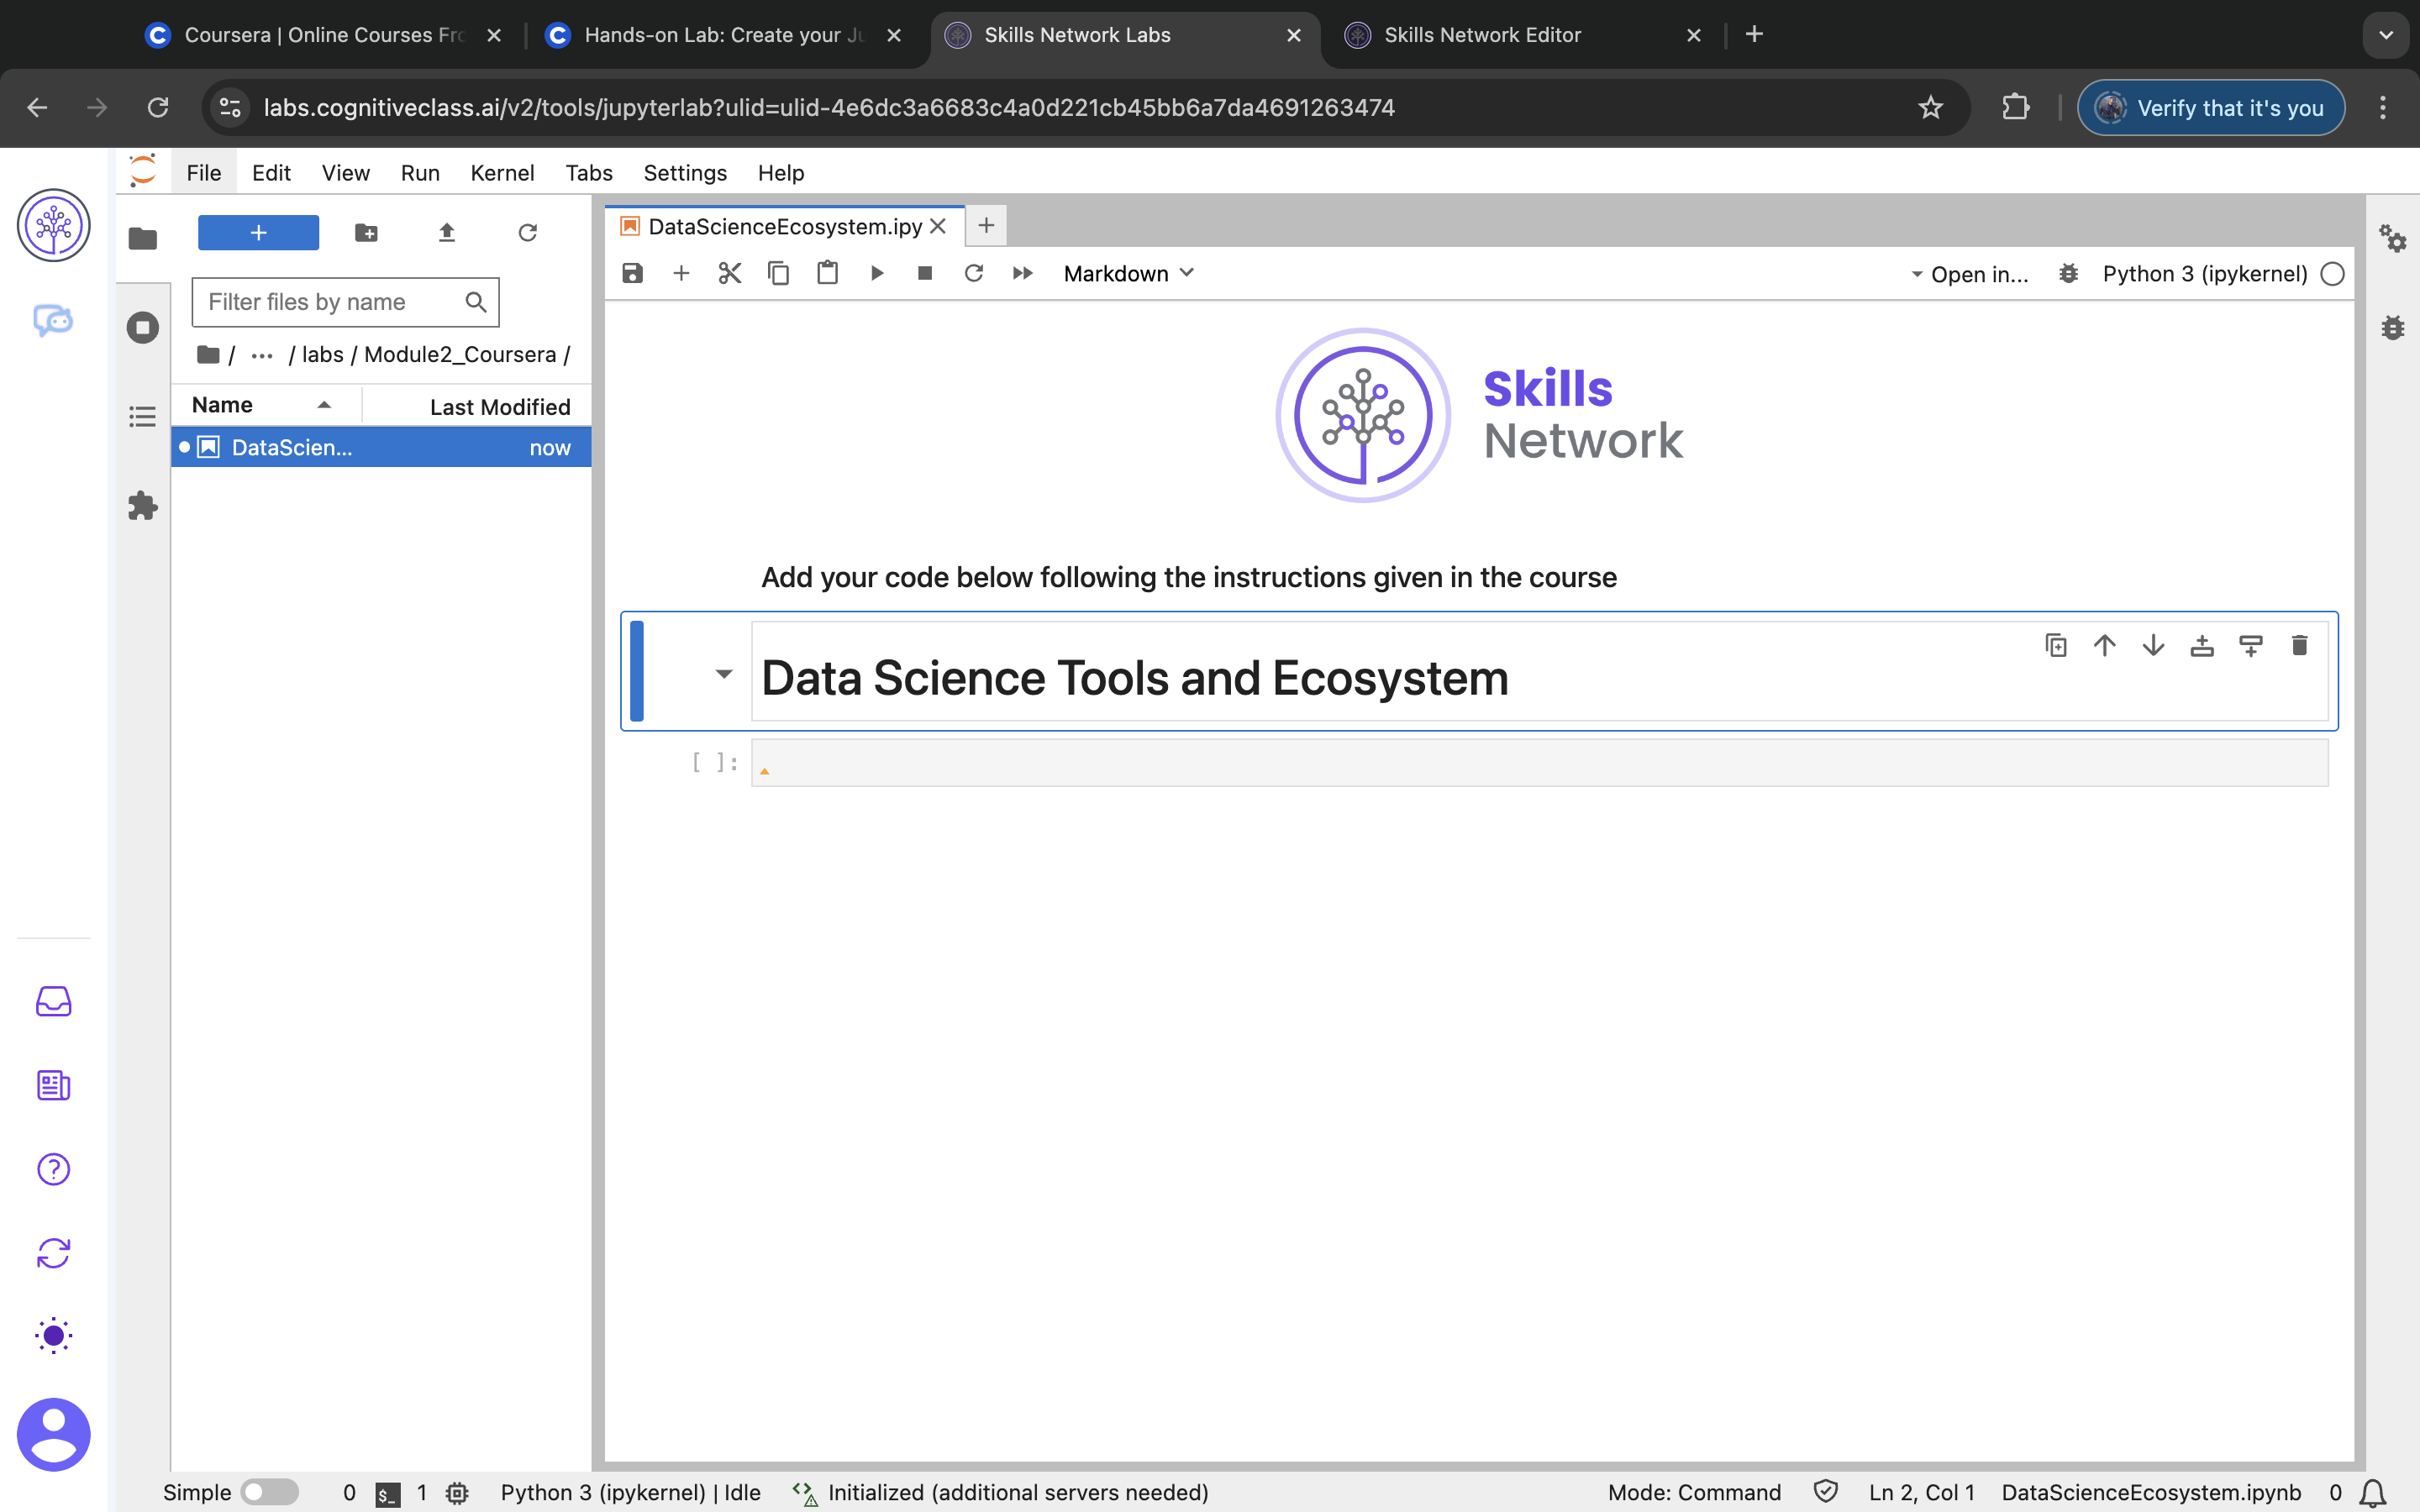 Coursera | Online Courses Fro
Hands-on Lab: Create your Ju
Skills Network Labs
Skills Network Editor
labs.cognitiveclass.ai/v2/tools/jupyterlab?ulid=ulid-4e6dc3a6683c4a0d221cb45bb6a7da4691263474
Verify that it's you
File Edit View Run Kernel Tabs Settings Help
+
DataScienceEcosystem.ipy
Markdown
Open in...
Python 3 (ipykernel)
Filter files by name
/ ... / labs / Module2_Coursera /
Name
Last Modified
DataScien...
now
Skills
Network
Add your code below following the instructions given in the course
Data Science Tools and Ecosystem
[ ]:
Simple
0
$_
1
Python 3 (ipykernel) | Idle
Initialized (additional servers needed)
Mode: Command
Ln 2, Col 1
DataScienceEcosystem.ipynb
0